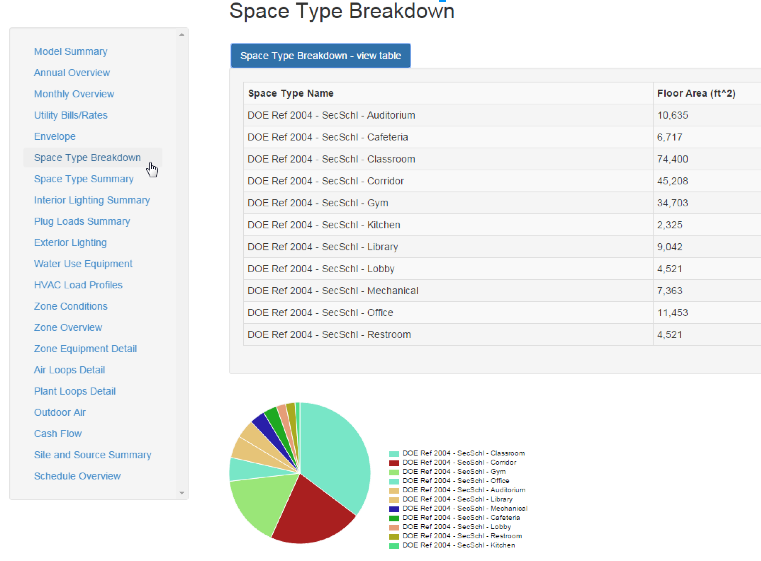 Space Type Breakdown
Model Summary
Annual Overview
Monthly Overview
Utility Bills/Rates
Envelope
Space Type Breakdown
Space Type Summary
Interior Lighting Summary
Plug Loads Summary
Exterior Lighting
Water Use Equipment
HVAC Load Profiles
Zone Conditions
Zone Overview
Zone Equipment Detail
Air Loops Detail
Plant Loops Detail
Outdoor Air
Cash Flow
Site and Source Summary
Schedule Overview
Space Type Breakdown - view table
Space Type Name Floor Area (ft^2)
DOE Ref 2004 - SecSchl - Auditorium 10,635
DOE Ref 2004 - SecSchl - Cafeteria 6,717
DOE Ref 2004 - SecSchl - Classroom 74,400
DOE Ref 2004 - SecSchl - Corridor 45,208
DOE Ref 2004 - SecSchl - Gym 34,703
DOE Ref 2004 - SecSchl - Kitchen 2,325
DOE Ref 2004 - SecSchl - Library 9,042
DOE Ref 2004 - SecSchl - Lobby 4,521
DOE Ref 2004 - SecSchl - Mechanical 7,363
DOE Ref 2004 - SecSchl - Office 11,453
DOE Ref 2004 - SecSchl - Restroom 4,521
DOE Ref 2004 - SecSchl - Classroom
DOE Ref 2004 - SecSchl - Corridor
DOE Ref 2004 - SecSchl - Gym
DOE Ref 2004 - SecSchl - Office
DOE Ref 2004 - SecSchl - Auditorium
DOE Ref 2004 - SecSchl - Library
DOE Ref 2004 - SecSchl - Mechanical
DOE Ref 2004 - SecSchl - Cafeteria
DOE Ref 2004 - SecSchl - Lobby
DOE Ref 2004 - SecSchl - Restroom
DOE Ref 2004 - SecSchl - Kitchen